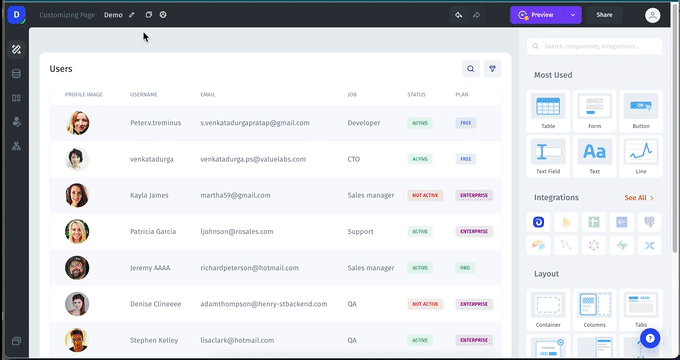 D
Customizing Page
Demo
Preview
Share
Search components, integrations...
Users
PROFILE IMAGE USERNAME EMAIL JOB STATUS PLAN
Peter.v.treminus s.venkatadurgapratap@gmail.com Developer ACTIVE FREE
venkatadurga venkatadurga.ps@valuelabs.com CTO ACTIVE FREE
Kayla James martha59@gmail.com Sales manager NOT ACTIVE ENTERPRISE
Patricia Garcia ljohnson@rosales.com Support ACTIVE ENTERPRISE
Jeremy AAAA richardpeterson@hotmail.com Sales manager ACTIVE PRO
Denise Clineeee adamthompson@henry-stbackend.com QA NOT ACTIVE ENTERPRISE
Stephen Kelley lisaclark@hotmail.com QA ACTIVE ENTERPRISE
Most Used
Table Form Button
OK
Aa
Text Field Text Line
Integrations See All >
Layout
Container Columns Tabs
?